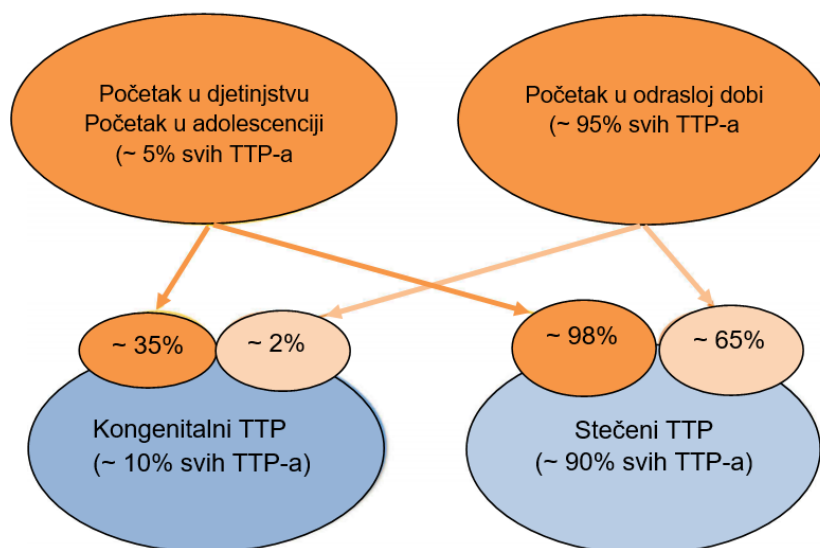 Početak u djetinjstvu
Početak u adolescenciji
(~ 5% svih TTP-a
Početak u odrasloj dobi
(~ 95% svih TTP-a
~ 35%
~ 2%
~ 98%
~ 65%
Kongenitalni TTP
(~ 10% svih TTP-a)
Stečeni TTP
(~ 90% svih TTP-a)